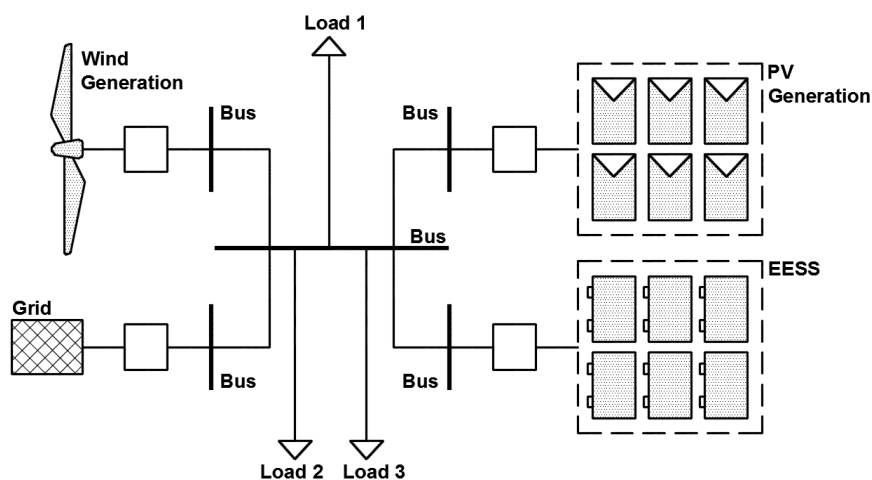 Load 1
Wind
Generation
Bus
Bus
PV
Generation
Bus
EESS
Grid
Bus
Bus
Load 2
Load 3